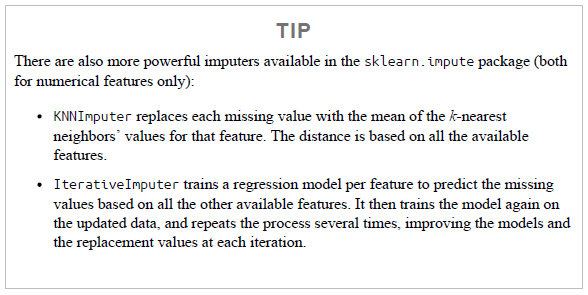 TIP
There are also more powerful imputers available in the sklearn.impute package (both
for numerical features only):
• KNNImputer replaces each missing value with the mean of the k-nearest
neighbors’ values for that feature. The distance is based on all the available
features.
• IterativeImputer trains a regression model per feature to predict the missing
values based on all the other available features. It then trains the model again on
the updated data, and repeats the process several times, improving the models and
the replacement values at each iteration.